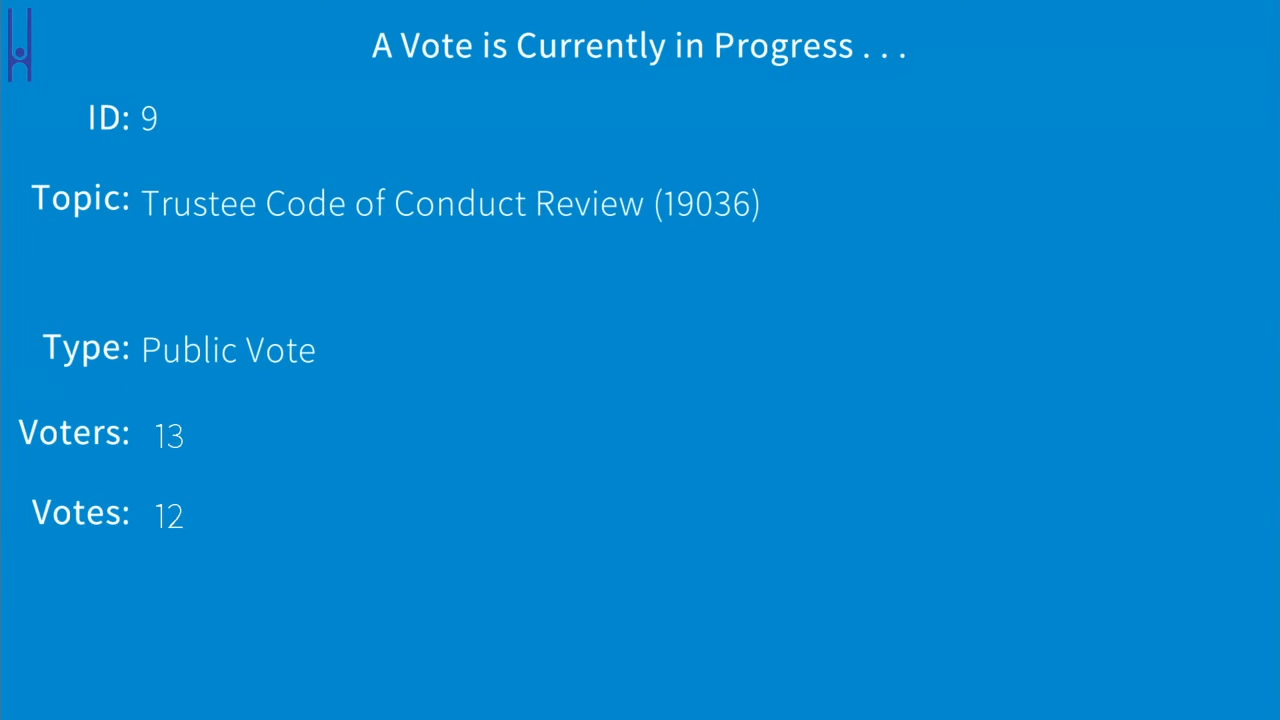 A Vote is Currently in Progress . . .
ID: 9
Topic: Trustee Code of Conduct Review (19036)
Type: Public Vote
Voters: 13
Votes: 12